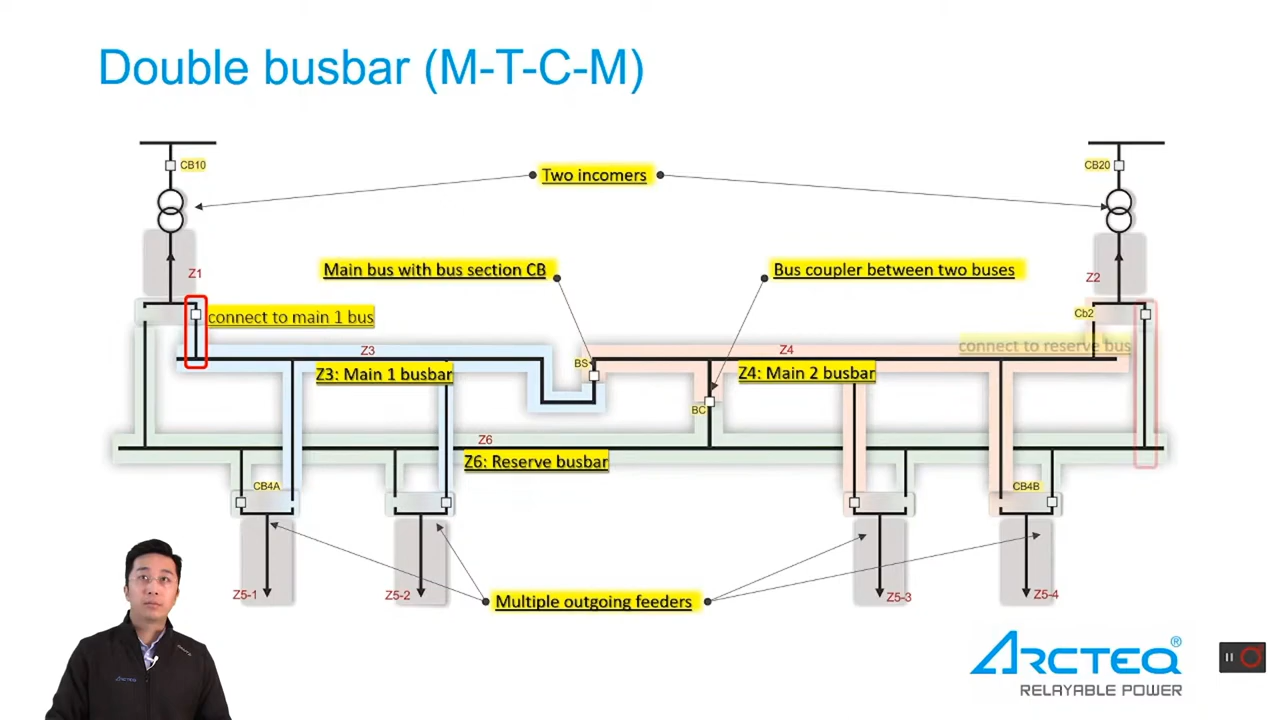 Double busbar (M-T-C-M)
CB10
Two incomers
CB20
Z1
Main bus with bus section CB
Bus coupler between two buses
Z2
connect to main 1 bus
Cb2
Z3
BS
Z4
connect to reserve bus
Z3: Main 1 busbar
Z4: Main 2 busbar
BC
Z6
Z6: Reserve busbar
CB4A
CB4B
Z5-1
Z5-2
Multiple outgoing feeders
Z5-3
Z5-4
ARCTEQ®
RELAYABLE POWER
ARCTEQ